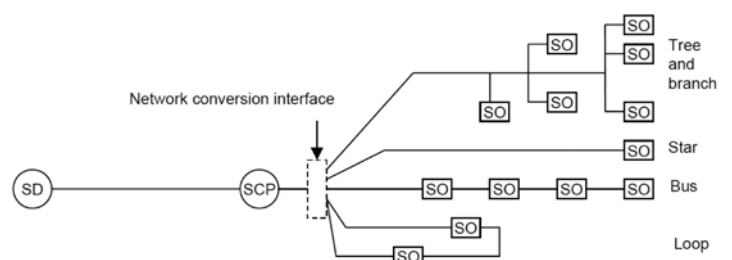 SO
SO
SO
Tree
and
branch
SO
SO
SO
Network conversion interface
SO
Star
SD
SCP
SO
SO
SO
SO
Bus
SO
Loop
SO